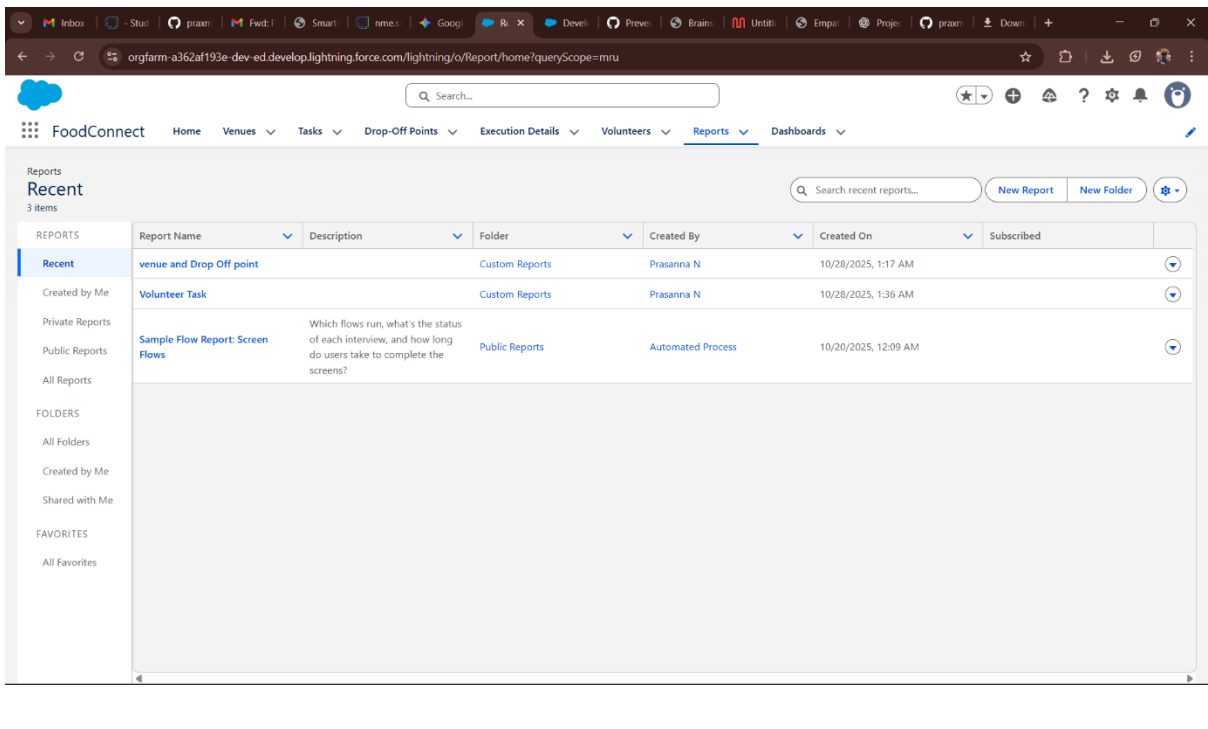 Inbox - Stud praxm Fwd: Smart nme.s Googl Re Devel Preve Brains Untitle Empat Projec praxm Down
orgfarm-a362af193e-dev-ed.develop.lightning.force.com/lightning/o/Report/home?queryScope=mru
Search...
FoodConnect Home Venues Tasks Drop-Off Points Execution Details Volunteers Reports Dashboards
Reports
Recent
3 items
Search recent reports...
New Report New Folder
REPORTS
Recent
Created by Me
Private Reports
Public Reports
All Reports
FOLDERS
All Folders
Created by Me
Shared with Me
FAVORITES
All Favorites
Report Name Description Folder Created By Created On Subscribed
venue and Drop Off point Custom Reports Prasanna N 10/28/2025, 1:17 AM
Volunteer Task Custom Reports Prasanna N 10/28/2025, 1:36 AM
Sample Flow Report: Screen
Flows
Which flows run, what's the status
of each interview, and how long
do users take to complete the
screens?
Public Reports Automated Process 10/20/2025, 12:09 AM